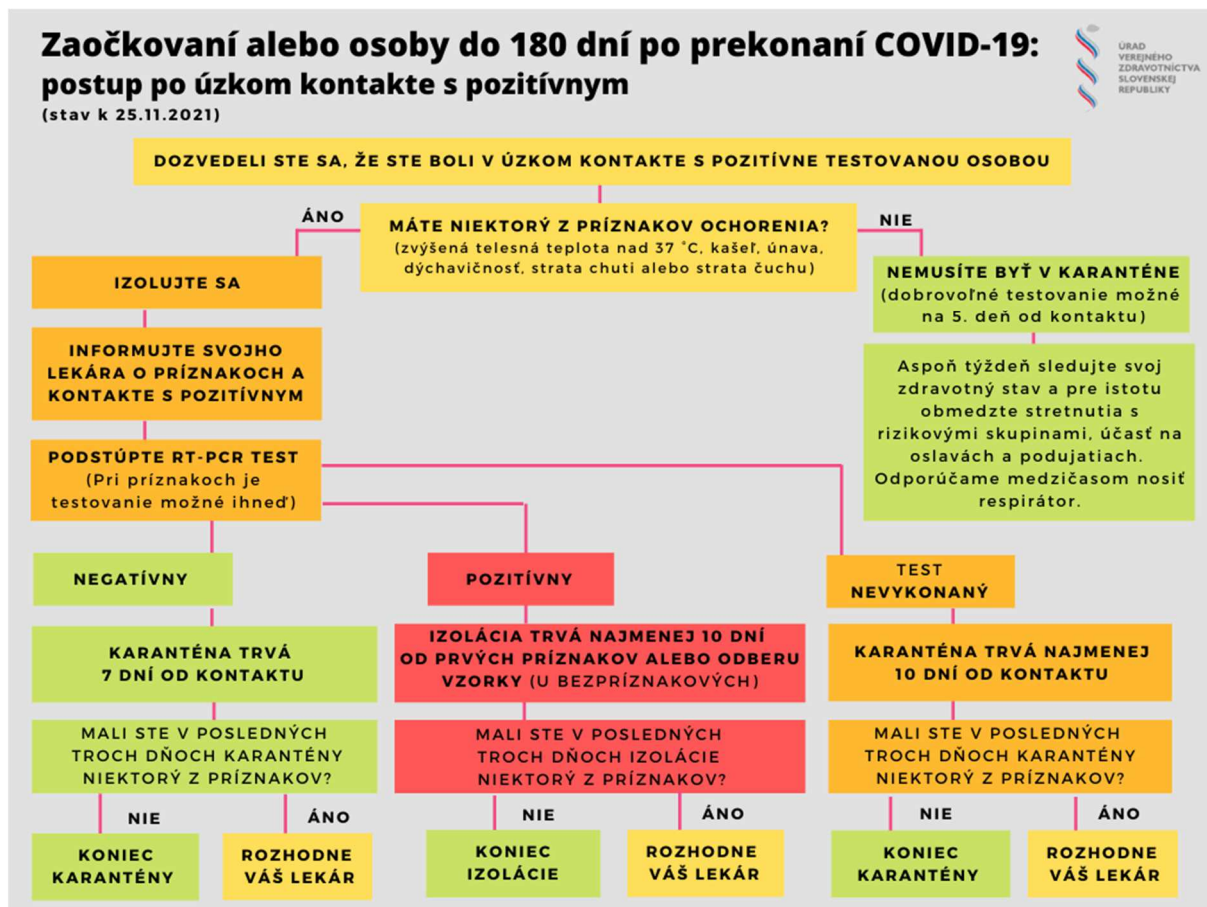 Zaočkovaní alebo osoby do 180 dní po prekonaní COVID-19:
postup po úzkom kontakte s pozitívnym
(stav k 25.11.2021)
ÚRAD
VEREJNÉHO
ZDRAVOTNÍCTVA
SLOVENSKEJ
REPUBLIKY
DOZVEDELI STE SA, ŽE STE BOLI V ÚZKOM KONTAKTE S POZITÍVNE TESTOVANOU OSOBOU
MÁTE NIEKTORÝ Z PRÍZNAKOV OCHORENIA?
(zvýšená telesná teplota nad 37 °C, kašeľ, únava,
dýchavičnosť, strata chuti alebo strata čuchu)
ÁNO
NIE
IZOLUJTE SA
INFORMUJTE SVOJHO
LEKÁRA O PRÍZNAKOCH A
KONTAKTE S POZITÍVNYM
PODSTÚPTE RT-PCR TEST
(Pri príznakoch je
testovanie možné ihneď)
NEMUSÍTE BYŤ V KARANTÉNE
(dobrovoľné testovanie možné
na 5. deň od kontaktu)
Aspoň týždeň sledujte svoj
zdravotný stav a pre istotu
obmedzte stretnutia s
rizikovými skupinami, účasť na
oslavách a podujatiach.
Odporúčame medzičasom nosiť
respirátor.
NEGATÍVNY
KARANTÉNA TRVÁ
7 DNÍ OD KONTAKTU
MALI STE V POSLEDNÝCH
TROCH DŇOCH KARANTÉNY
NIEKTORÝ Z PRÍZNAKOV?
NIE
ÁNO
KONIEC
KARANTÉNY
ROZHODNE
VÁŠ LEKÁR
POZITÍVNY
IZOLÁCIA TRVÁ NAJMENEJ 10 DNÍ
OD PRVÝCH PRÍZNAKOV ALEBO ODBERU
VZORKY (U BEZPRÍZNAKOVÝCH)
MALI STE V POSLEDNÝCH
TROCH DŇOCH IZOLÁCIE
NIEKTORÝ Z PRÍZNAKOV?
NIE
ÁNO
KONIEC
IZOLÁCIE
ROZHODNE
VÁŠ LEKÁR
TEST
NEVYKONANÝ
KARANTÉNA TRVÁ NAJMENEJ
10 DNÍ OD KONTAKTU
MALI STE V POSLEDNÝCH
TROCH DŇOCH KARANTÉNY
NIEKTORÝ Z PRÍZNAKOV?
NIE
ÁNO
KONIEC
KARANTÉNY
ROZHODNE
VÁŠ LEKÁR